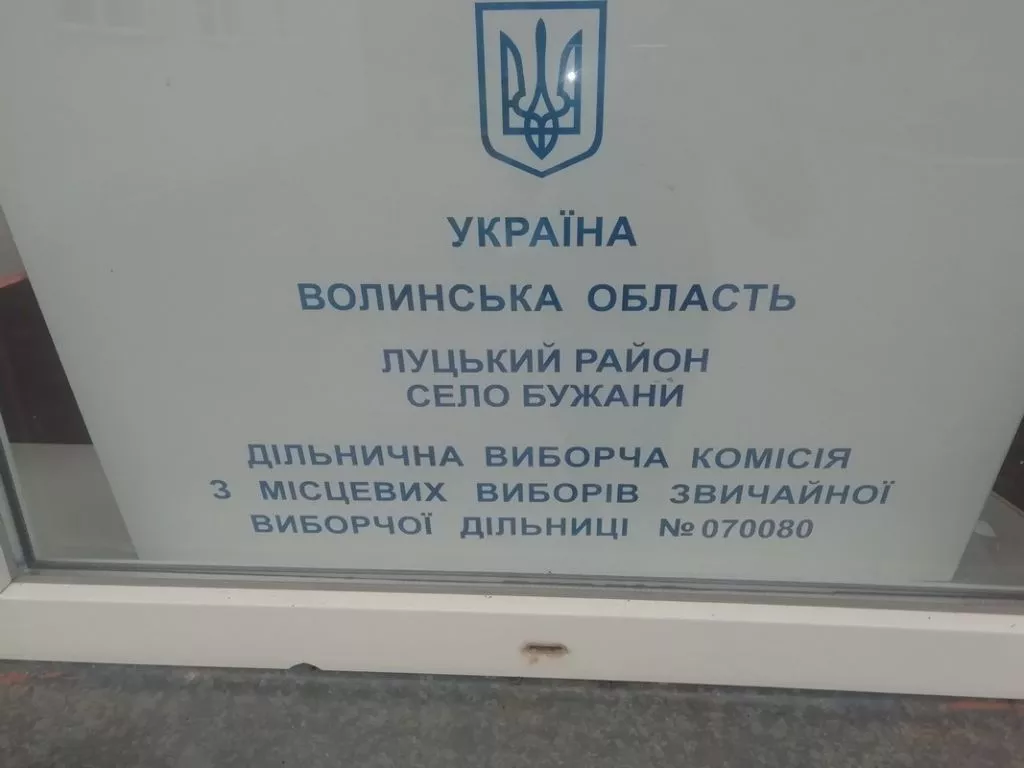 УКРАЇНА
ВОЛИНСЬКА ОБЛАСТЬ
ЛУЦЬКИЙ РАЙОН
СЕЛО БУЖАНИ
ДІЛЬНИЧНА ВИБОРЧА КОМІСІЯ
З МІСЦЕВИХ ВИБОРІВ ЗВИЧАЙНОЇ
ВИБОРЧОЇ ДІЛЬНИЦІ №070080